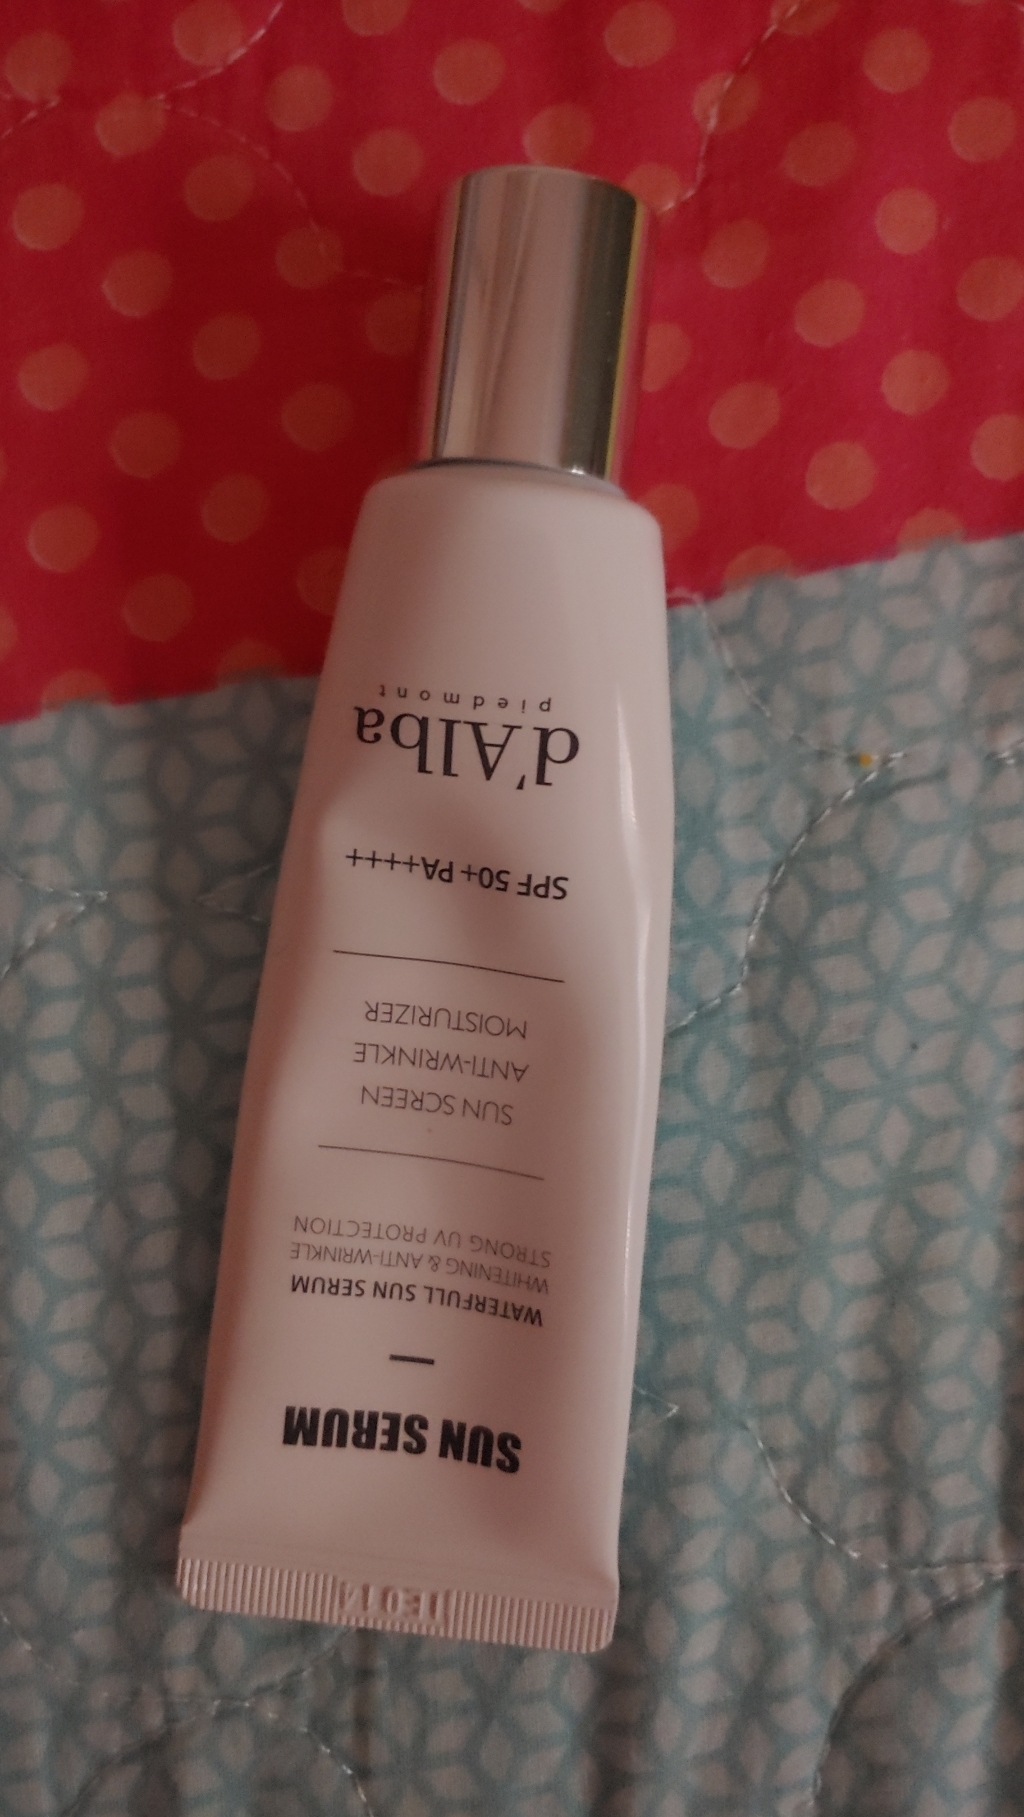 SUN SERUM
WATERFULL SUN SERUM
WHITENING & ANTI-WRINKLE
STRONG UV PROTECTION
SUN SCREEN
ANTI-WRINKLE
MOISTURIZER
SPF 50+ PA++++
d'Alba
piedmont